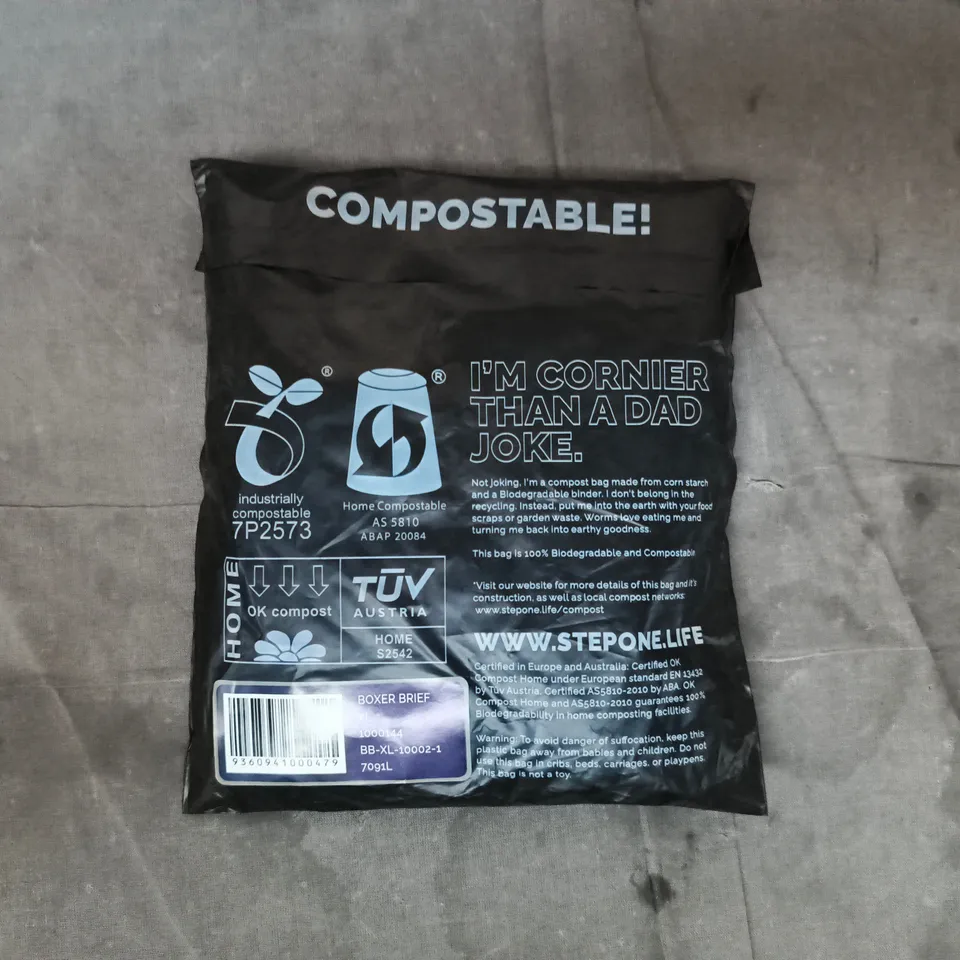 COMPOSTABLE!
®
industrially
compostable
7P2573
®
Home Compostable
AS 5810
ABAP 20084
HOME
OK compost
TÜV
AUSTRIA
HOME
S2542
I'M CORNIER
THAN A DAD
JOKE.
Not joking, I'm a compost bag made from corn starch
and a Biodegradable binder. I don't belong in the
recycling. Instead, put me into the earth with your food
scraps or garden waste. Worms love eating me and
turning me back into earthy goodness.
This bag is 100% Biodegradable and Compostable
*Visit our website for more details of this bag and it's
construction, as well as local compost networks:
www.stepone.life/compost
WWW.STEPONE.LIFE
Certified in Europe and Australia: Certified OK
Compost Home under European standard EN 13432
by Tuv Austria. Certified AS5810-2010 by ABA. OK
Compost Home and AS5810-2010 guarantees 100%
Biodegradability in home composting facilities.
Warning: To avoid danger of suffocation, keep this
plastic bag away from babies and children. Do not
use this bag in cribs, beds, carriages, or playpens.
This bag is not a toy.
BOXER BRIEF
1000144
BB-XL-10002-1
7091L
9360941000479